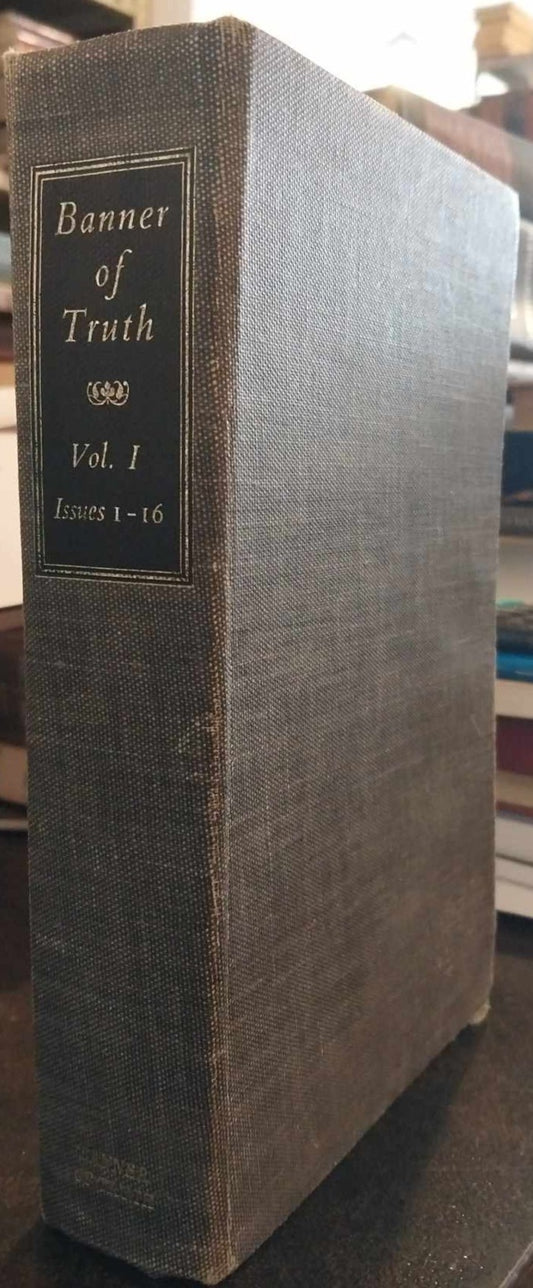 Banner
of
Truth
Vol. I
Issues 1–16